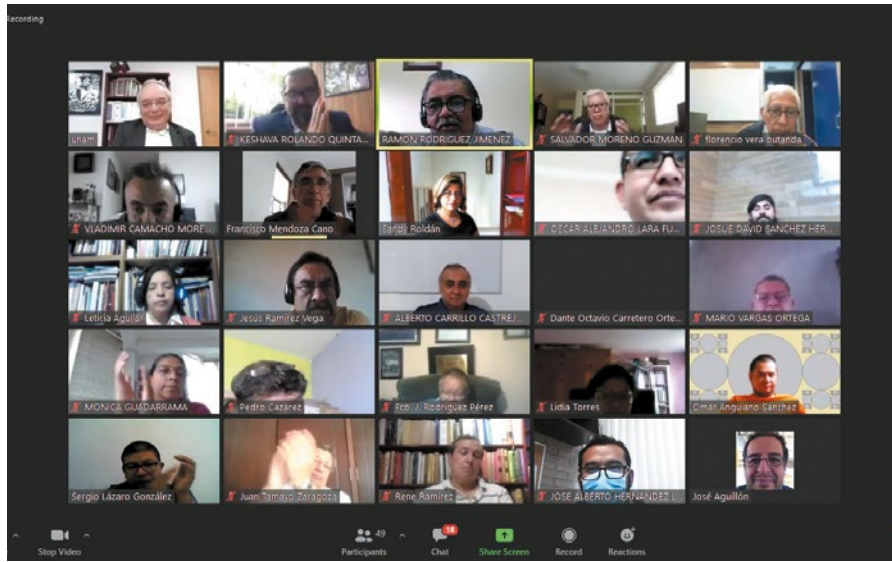 Recording
unam
KESHAVA ROLANDO QUINTA...
RAMON RODRIGUEZ JIMENEZ
SALVADOR MORENO GUZMAN
florencio vera butanda
VLADIMIR CAMACHO MORE...
Francisco Mendoza Cano
Sandy Roldán
OSCAR ALEJANDRO LARA FU...
JOSUE DAVID SANCHEZ HER...
Leticia Aguilar
Jesús Ramírez Vega
ALBERTO CARRILLO CASTREJ...
Dante Octavio Carretero Orte...
MARIO VARGAS ORTEGA
MONICA GUADARRAMA
Pedro Cazarez
Fco. J. Rodríguez Pérez
Lidia Torres
Omar Anguiano Sánchez
Sergio Lázaro González
Juan Tamayo Zaragoza
Rene Ramirez
JOSE ALBERTO HERNANDEZ L...
José Aguillón
Stop Video
49
Participants
18
Chat
Share Screen
Record
Reactions